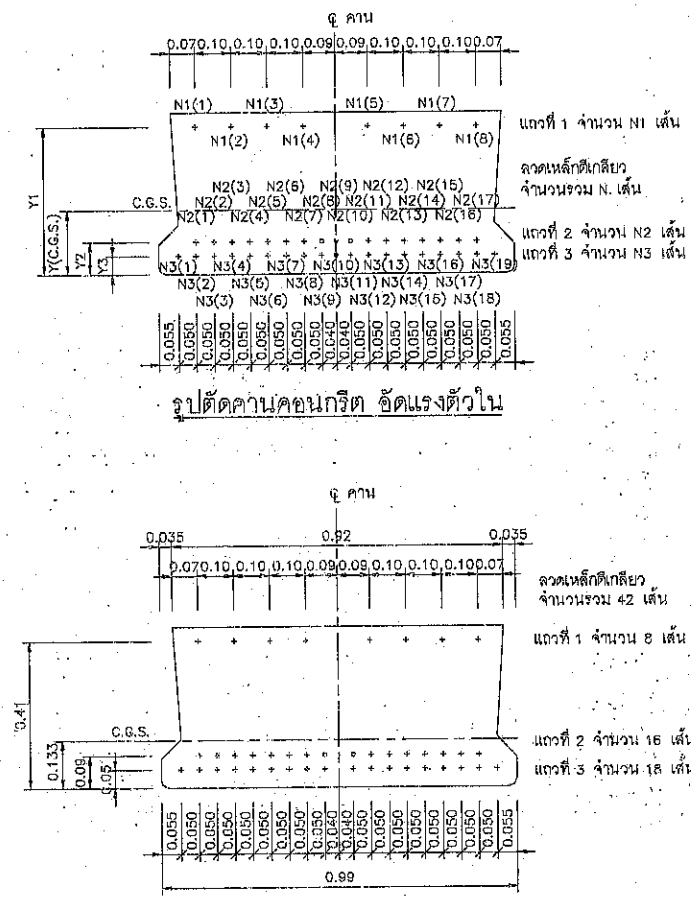 ℄ คาน
0.07 0.10 0.10 0.10 0.09 0.09 0.10 0.10 0.10 0.07
N1(1) N1(3) N1(5) N1(7)
แถวที่ 1 จำนวน N1 เส้น
N1(2) N1(4) N1(6) N1(8)
ลวดเหล็กตีเกลียว
จำนวนรวม N. เส้น
N2(3) N2(6) N2(9) N2(12) N2(15)
C.G.S. N2(2) N2(5) N2(8) N2(11) N2(14) N2(17)
N2(1) N2(4) N2(7) N2(10) N2(13) N2(16)
Y1
Y(C.G.S.)
Y2
Y3
แถวที่ 2 จำนวน N2 เส้น
แถวที่ 3 จำนวน N3 เส้น
N3(1) N3(4) N3(7) N3(10) N3(13) N3(16) N3(19)
N3(2) N3(5) N3(8) N3(11) N3(14) N3(17)
N3(3) N3(6) N3(9) N3(12) N3(15) N3(18)
0.055 0.050 0.050 0.050 0.050 0.050 0.050 0.050 0.040 0.040 0.050 0.050 0.050 0.050 0.050 0.050 0.050 0.055
รูปตัดคานคอนกรีต อัดแรงตัวใน
℄ คาน
0.035 0.92 0.035
0.07 0.10 0.10 0.10 0.09 0.09 0.10 0.10 0.10 0.07
ลวดเหล็กตีเกลียว
จำนวนรวม 42 เส้น
แถวที่ 1 จำนวน 8 เส้น
0.41
C.G.S.
0.133
0.09
0.05
แถวที่ 2 จำนวน 16 เส้น
แถวที่ 3 จำนวน 18 เส้น
0.055 0.050 0.050 0.050 0.050 0.050 0.050 0.050 0.040 0.040 0.050 0.050 0.050 0.050 0.050 0.050 0.050 0.055
0.99